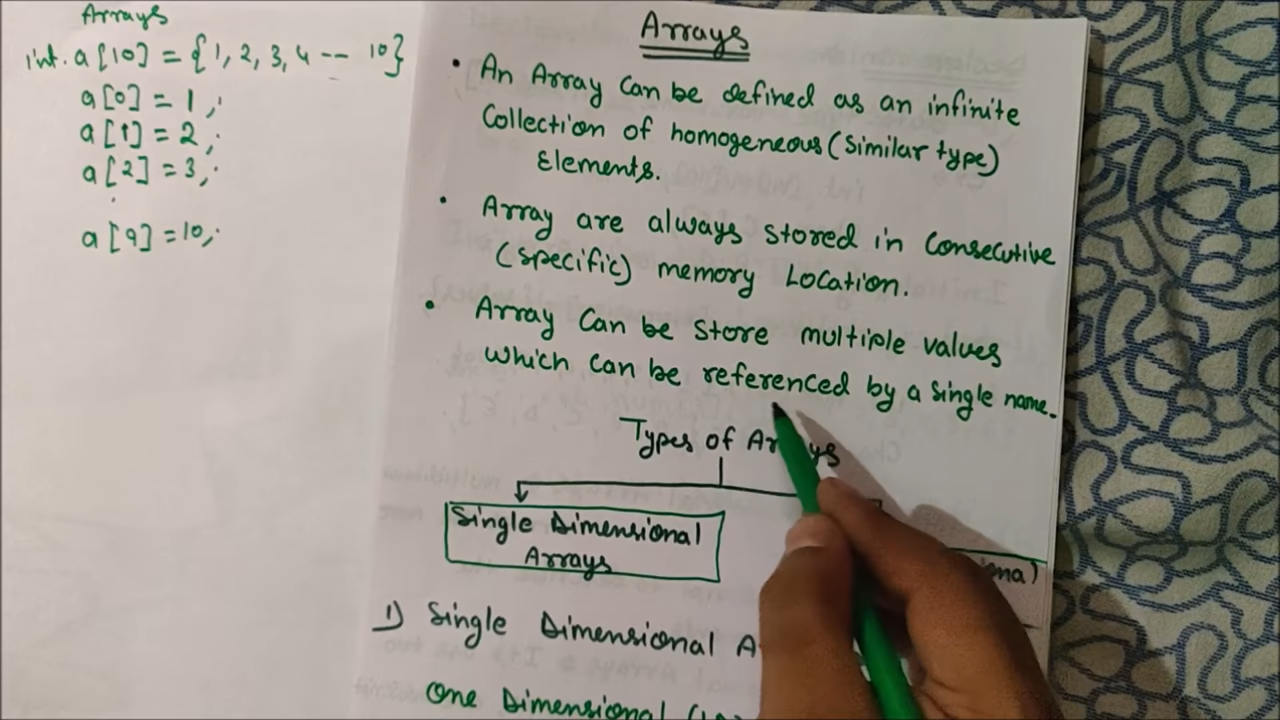 Arrays
int. a[10] = {1, 2, 3, 4 -- 10}
a[0] = 1;
a[1] = 2;
a[2] = 3;
a[9] = 10;
Arrays
• An Array can be defined as an infinite
Collection of homogeneous (similar type)
Elements.
• Array are always stored in Consecutive
(specific) memory Location.
• Array can be store multiple values
which can be referenced by a single name.
Types of Arrays
Single Dimensional
Arrays
1) Single Dimensional A
One Dimensional